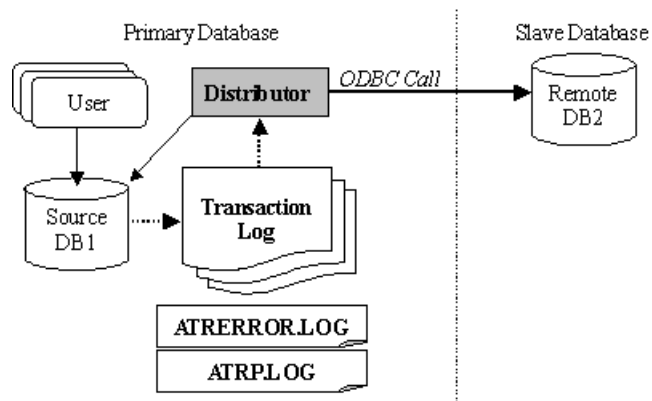 Primary Database
Slave Database
User
Distributor
ODBC Call
Remote
DB2
Source
DB1
Transaction
Log
ATRERROR.LOG
ATRP.LOG